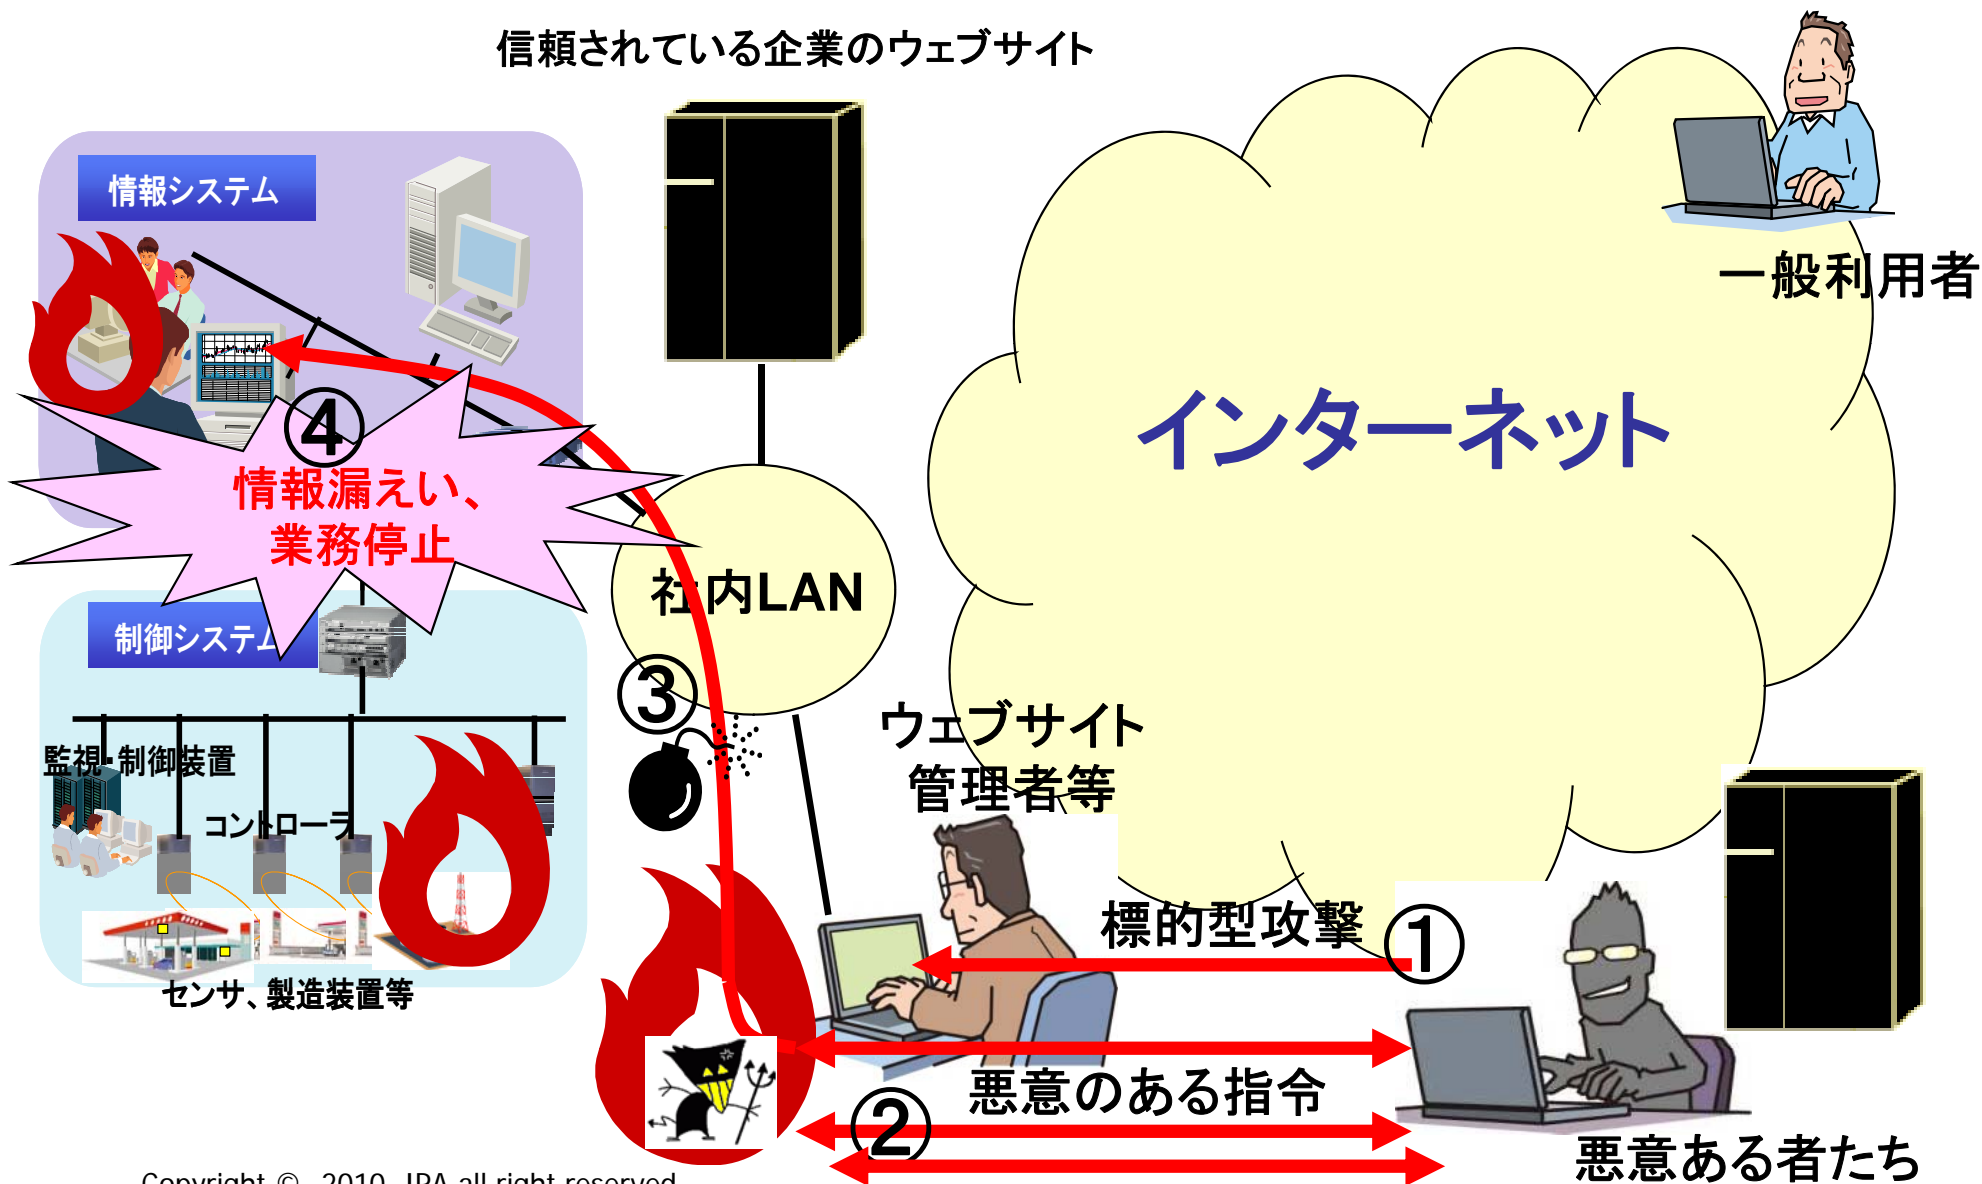 信頼されている企業のウェブサイト
情報システム
一般利用者
インターネット
④
情報漏えい、
業務停止
社内LAN
制御システム
③
ウェブサイト
管理者等
監視・制御装置
コントローラ
標的型攻撃
①
センサ、製造装置等
悪意のある指令
②
悪意ある者たち
Copyright © 2010 IPA all right reserved